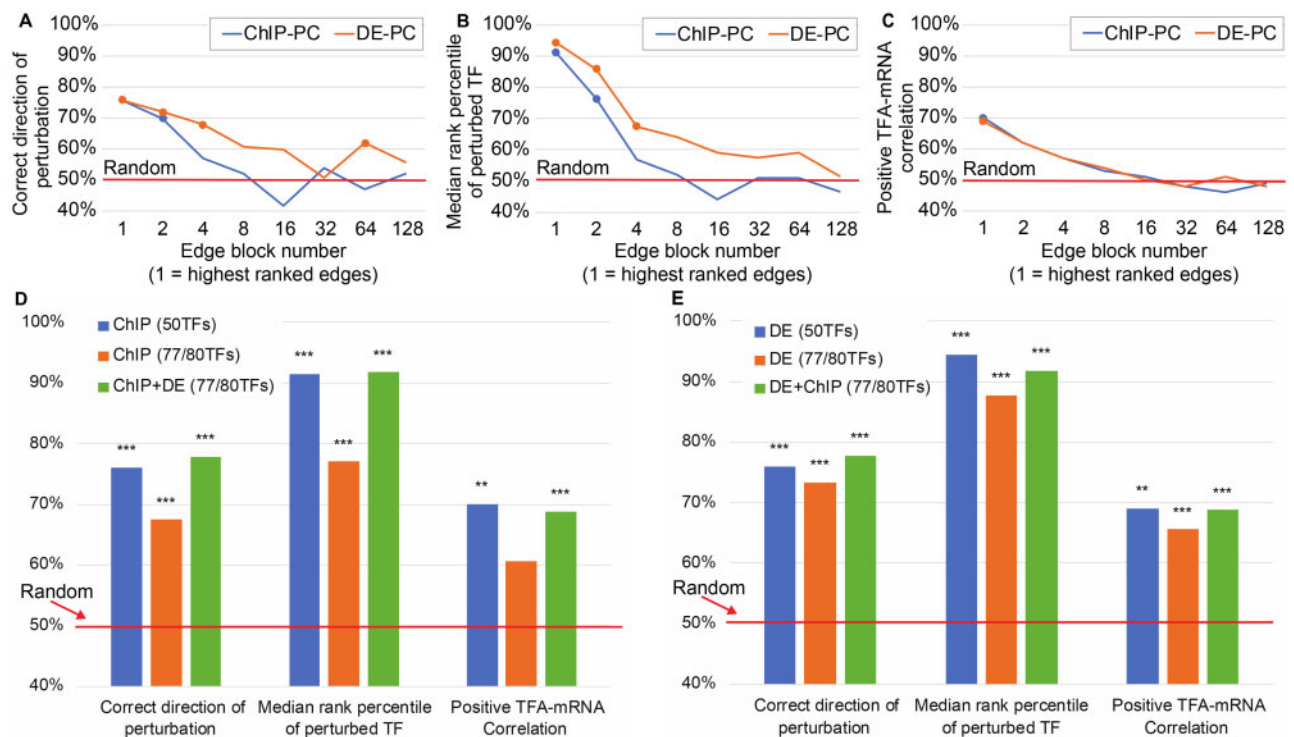 A
100%
90%
80%
70%
60%
50%
40%
Correct direction of
perturbation
ChIP-PC
DE-PC
Random
1 2 4 8 16 32 64 128
Edge block number
(1 = highest ranked edges)
B
100%
90%
80%
70%
60%
50%
40%
Median rank percentile
of perturbed TF
ChIP-PC
DE-PC
Random
1 2 4 8 16 32 64 128
Edge block number
(1 = highest ranked edges)
C
100%
90%
80%
70%
60%
50%
40%
Positive TFA-mRNA
correlation
ChIP-PC
DE-PC
Random
1 2 4 8 16 32 64 128
Edge block number
(1 = highest ranked edges)
D
100%
90%
80%
70%
60%
50%
40%
ChIP (50TFs)
ChIP (77/80TFs)
ChIP+DE (77/80TFs)
*** *** ***
*** *** ***
** ***
Random
Correct direction of
perturbation
Median rank percentile
of perturbed TF
Positive TFA-mRNA
Correlation
E
100%
90%
80%
70%
60%
50%
40%
DE (50TFs)
DE (77/80TFs)
DE+ChIP (77/80TFs)
*** *** ***
*** *** ***
** *** ***
Random
Correct direction of
perturbation
Median rank percentile
of perturbed TF
Positive TFA-mRNA
Correlation